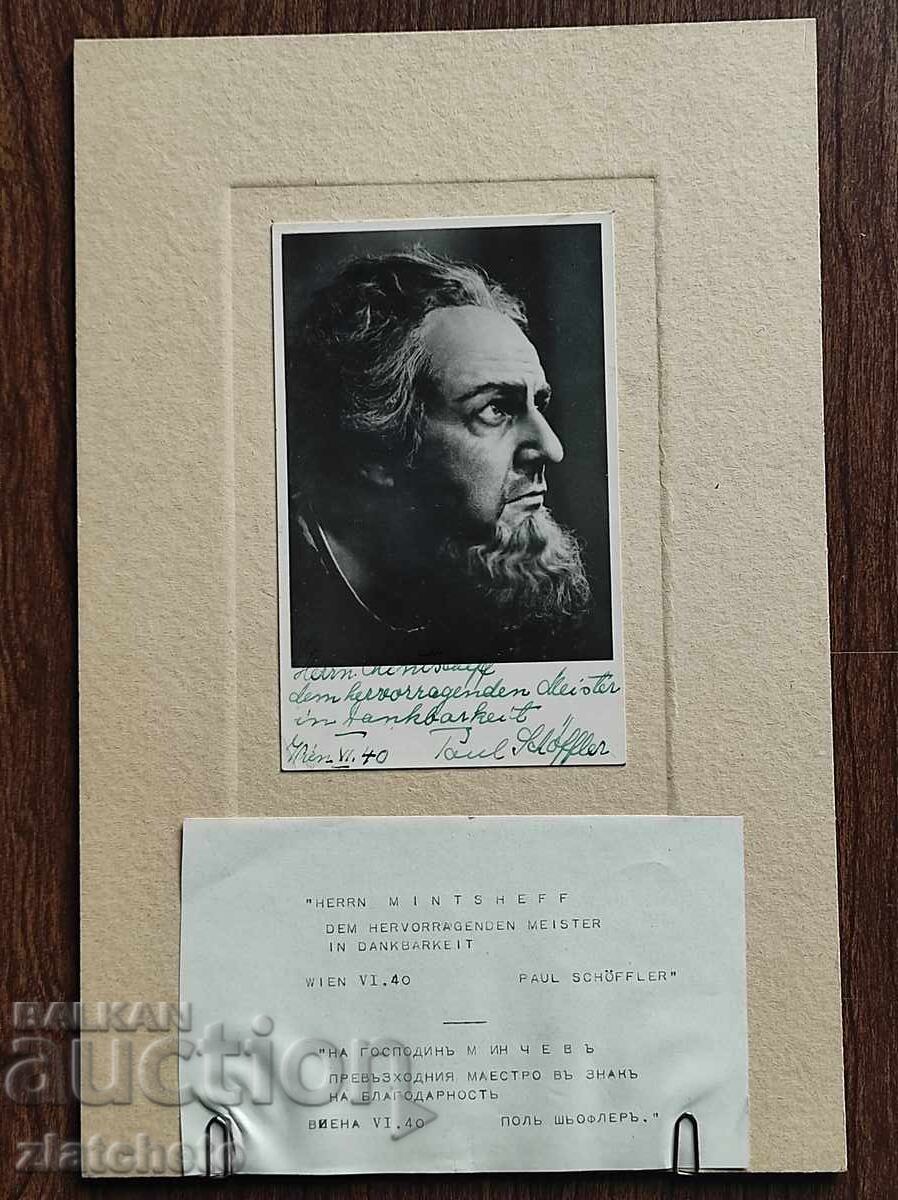 Herrn Mintsheff
dem hervorragenden Meister
in Dankbarkeit
Wien VI.40 Paul Schöffler
"HERRN MINTSHEFF
DEM HERVORRAGENDEN MEISTER
IN DANKBARKEIT
WIEN VI.40 PAUL SCHÖFFLER"
"НА ГОСПОДИНЪ МИНЧЕВЪ
ПРЕВЪЗХОДНИЯ МАЕСТРО ВЪ ЗНАКЪ
НА БЛАГОДАРНОСТЬ
ВИЕНА VI.40 ПОЛЬ ШЬОФЛЕРЪ."
BALKAN
auction
zlatcheto